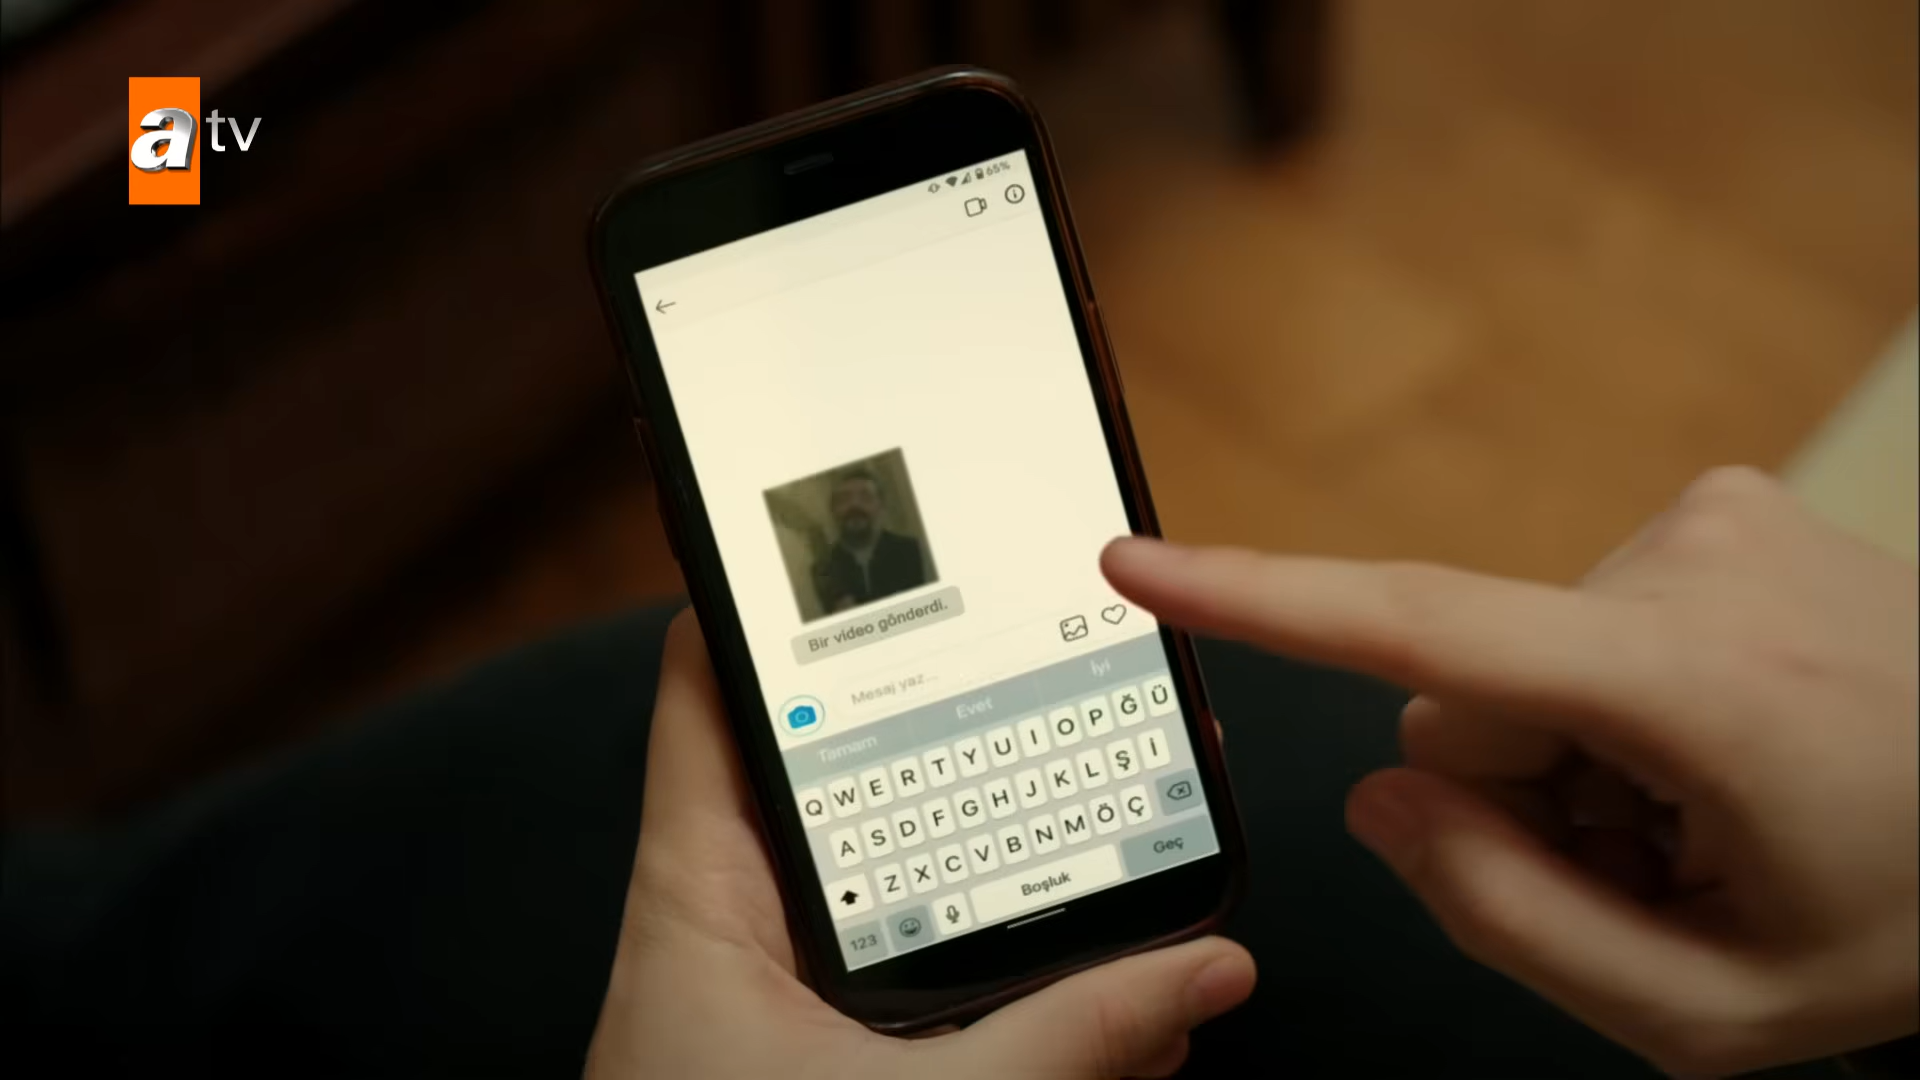 atv
65%
Bir video gönderdi.
Mesaj yaz...
Tamam Evet İyi
Q W E R T Y U I O P Ğ Ü
A S D F G H J K L Ş İ
Z X C V B N M Ö Ç
123 Boşluk Geç